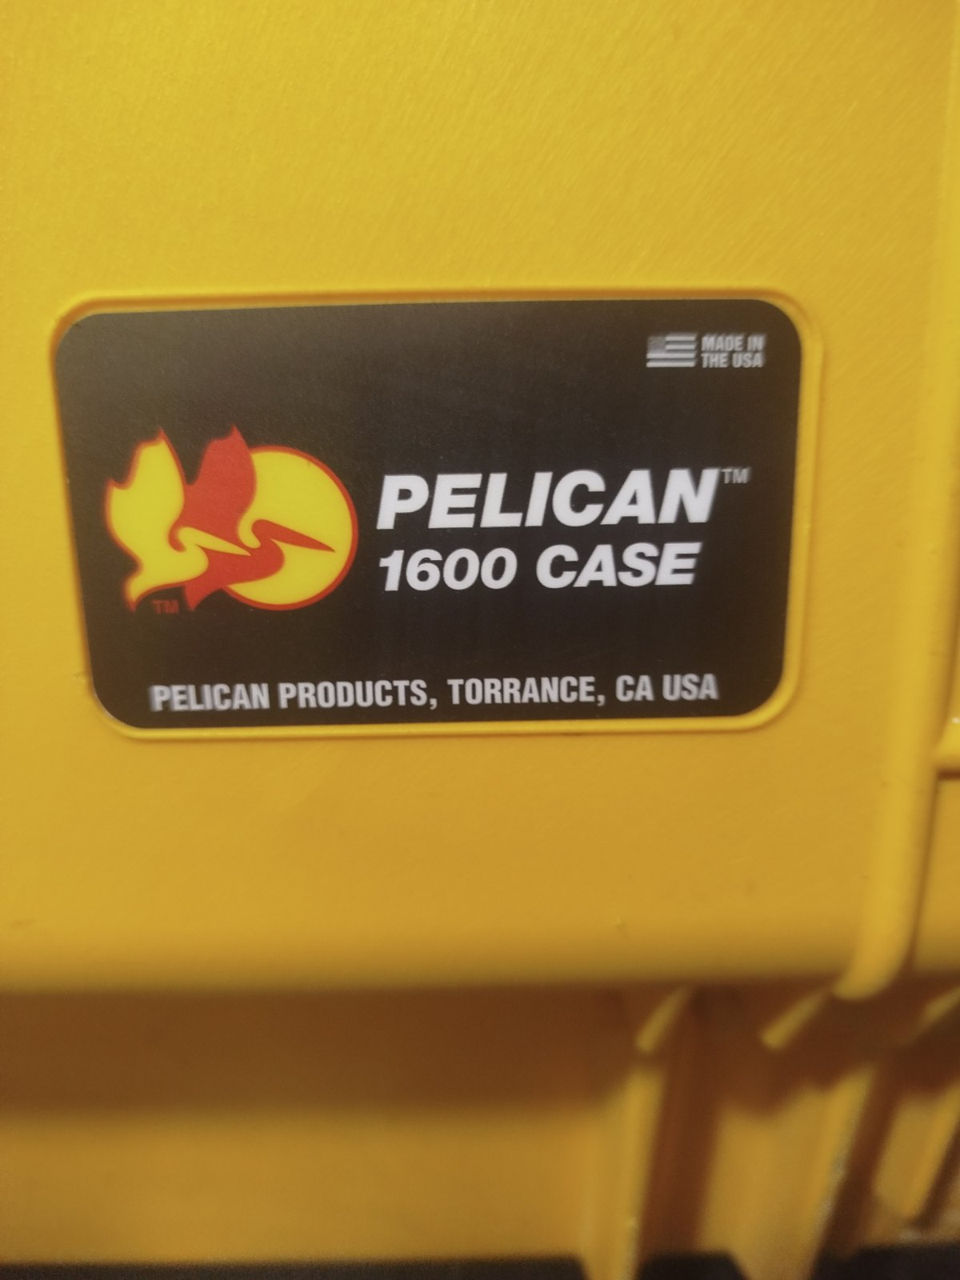 MADE IN
THE USA
PELICAN™
1600 CASE
TM
PELICAN PRODUCTS, TORRANCE, CA USA